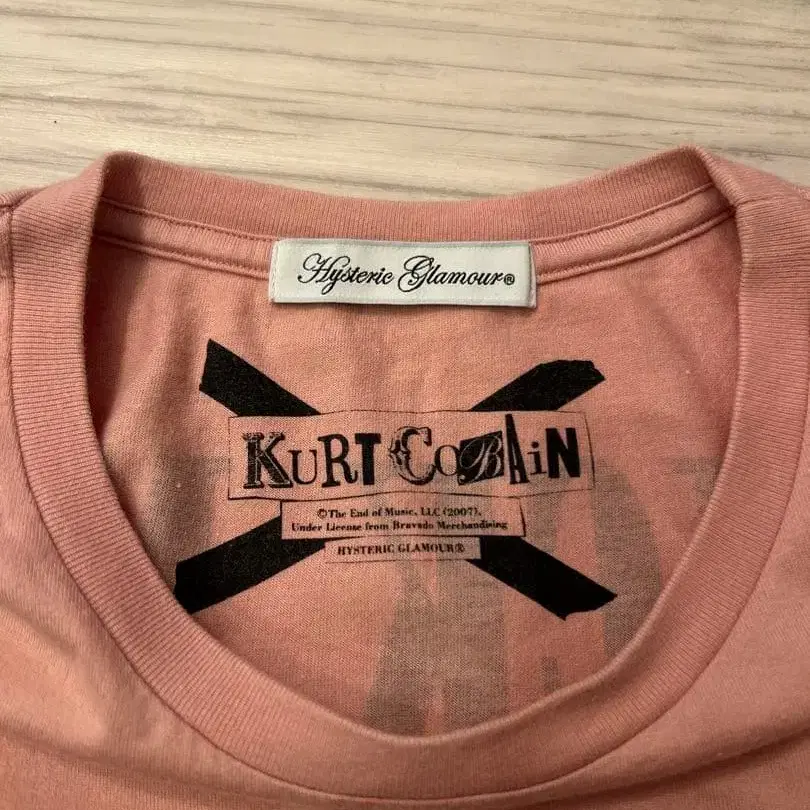 Hysteric Glamour®
KURT COBAiN
©The End of Music, LLC (2007),
Under License from Bravado Merchandising
HYSTERIC GLAMOUR®